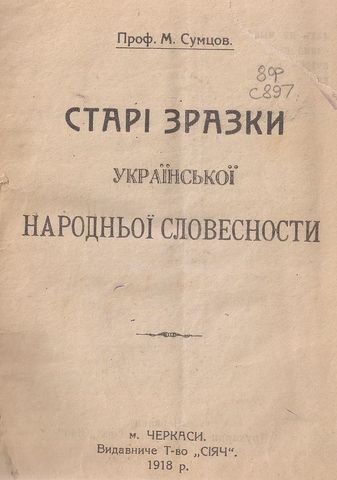 Проф. М. Сумцов.
8Ф
С897
СТАРІ ЗРАЗКИ
УКРАЇНСЬКОЇ
НАРОДНЬОЇ СЛОВЕСНОСТИ
м. ЧЕРКАСИ.
Видавниче Т-во „СІЯЧ".
1918 р.